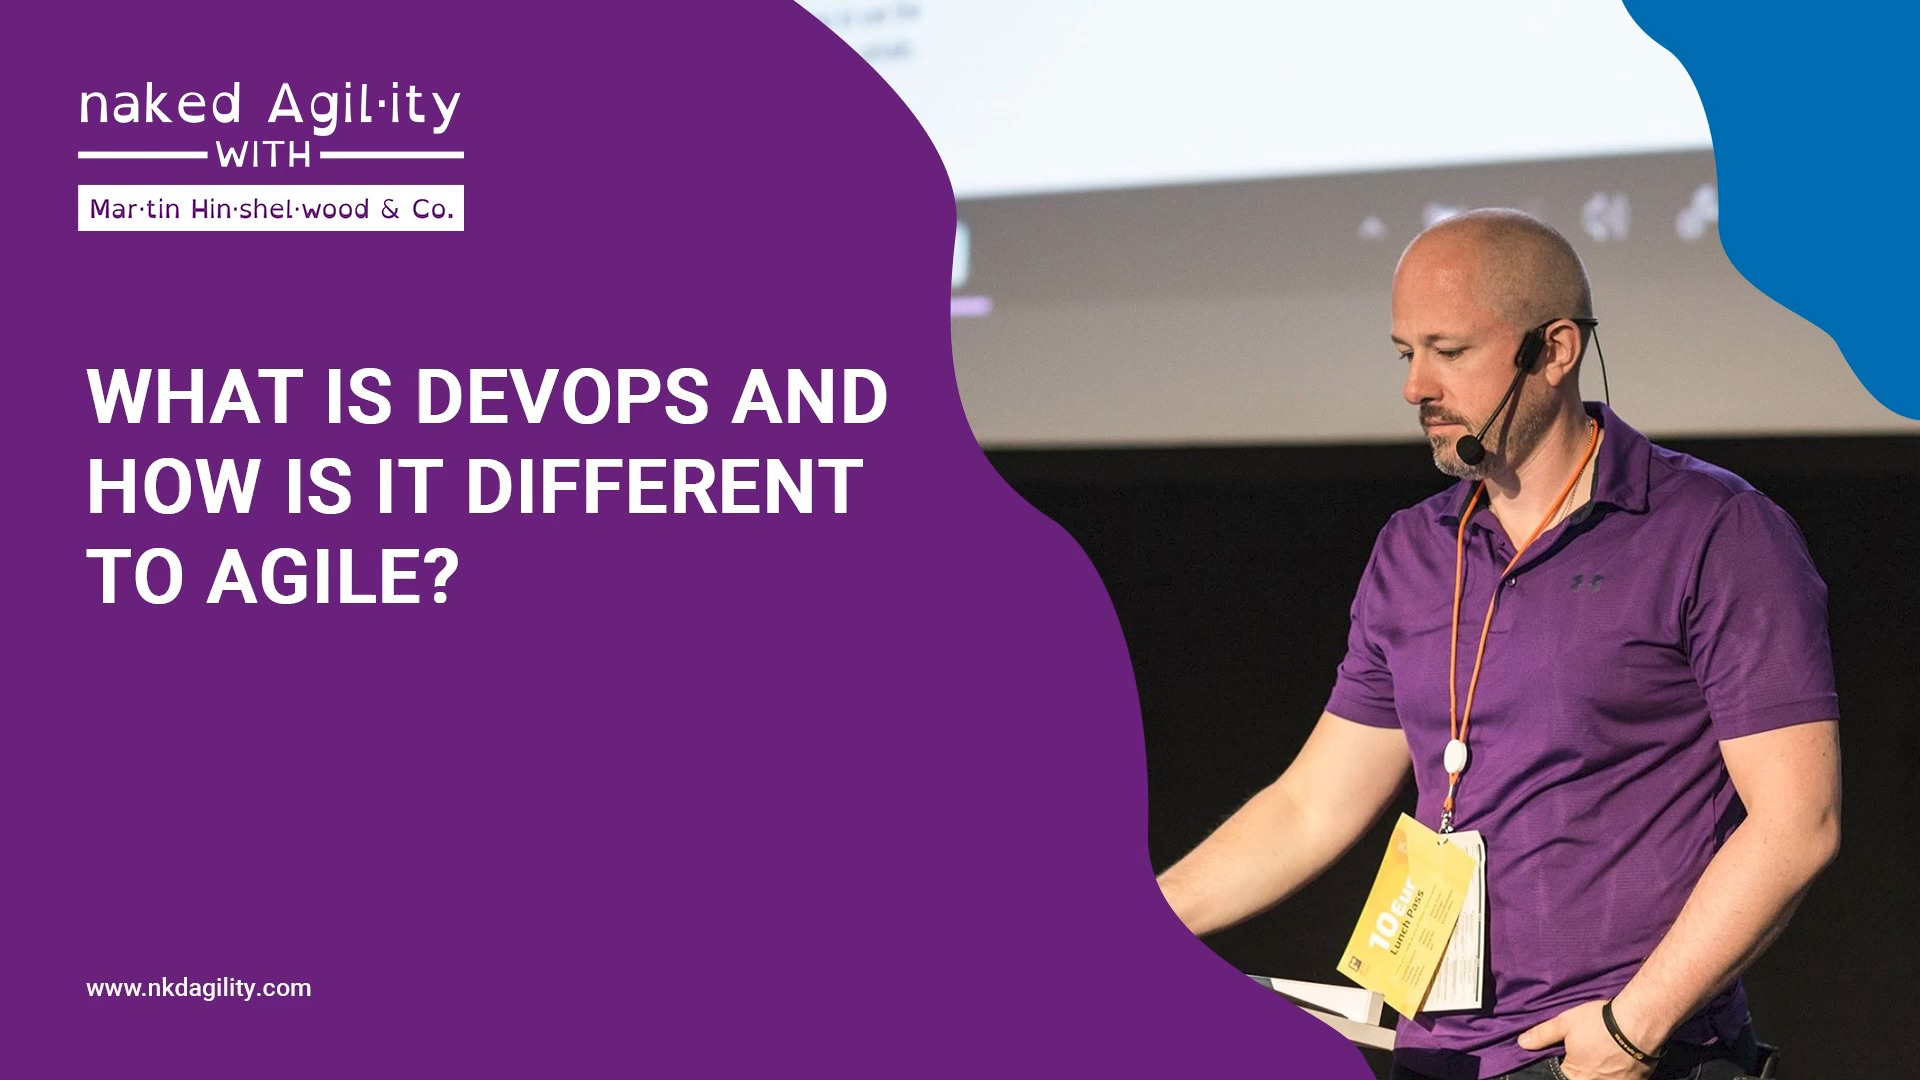 naked Agil·ity
WITH
Mar·tin Hin·shel·wood & Co.
WHAT IS DEVOPS AND
HOW IS IT DIFFERENT
TO AGILE?
www.nkdagility.com
10Eur
Lunch Pass